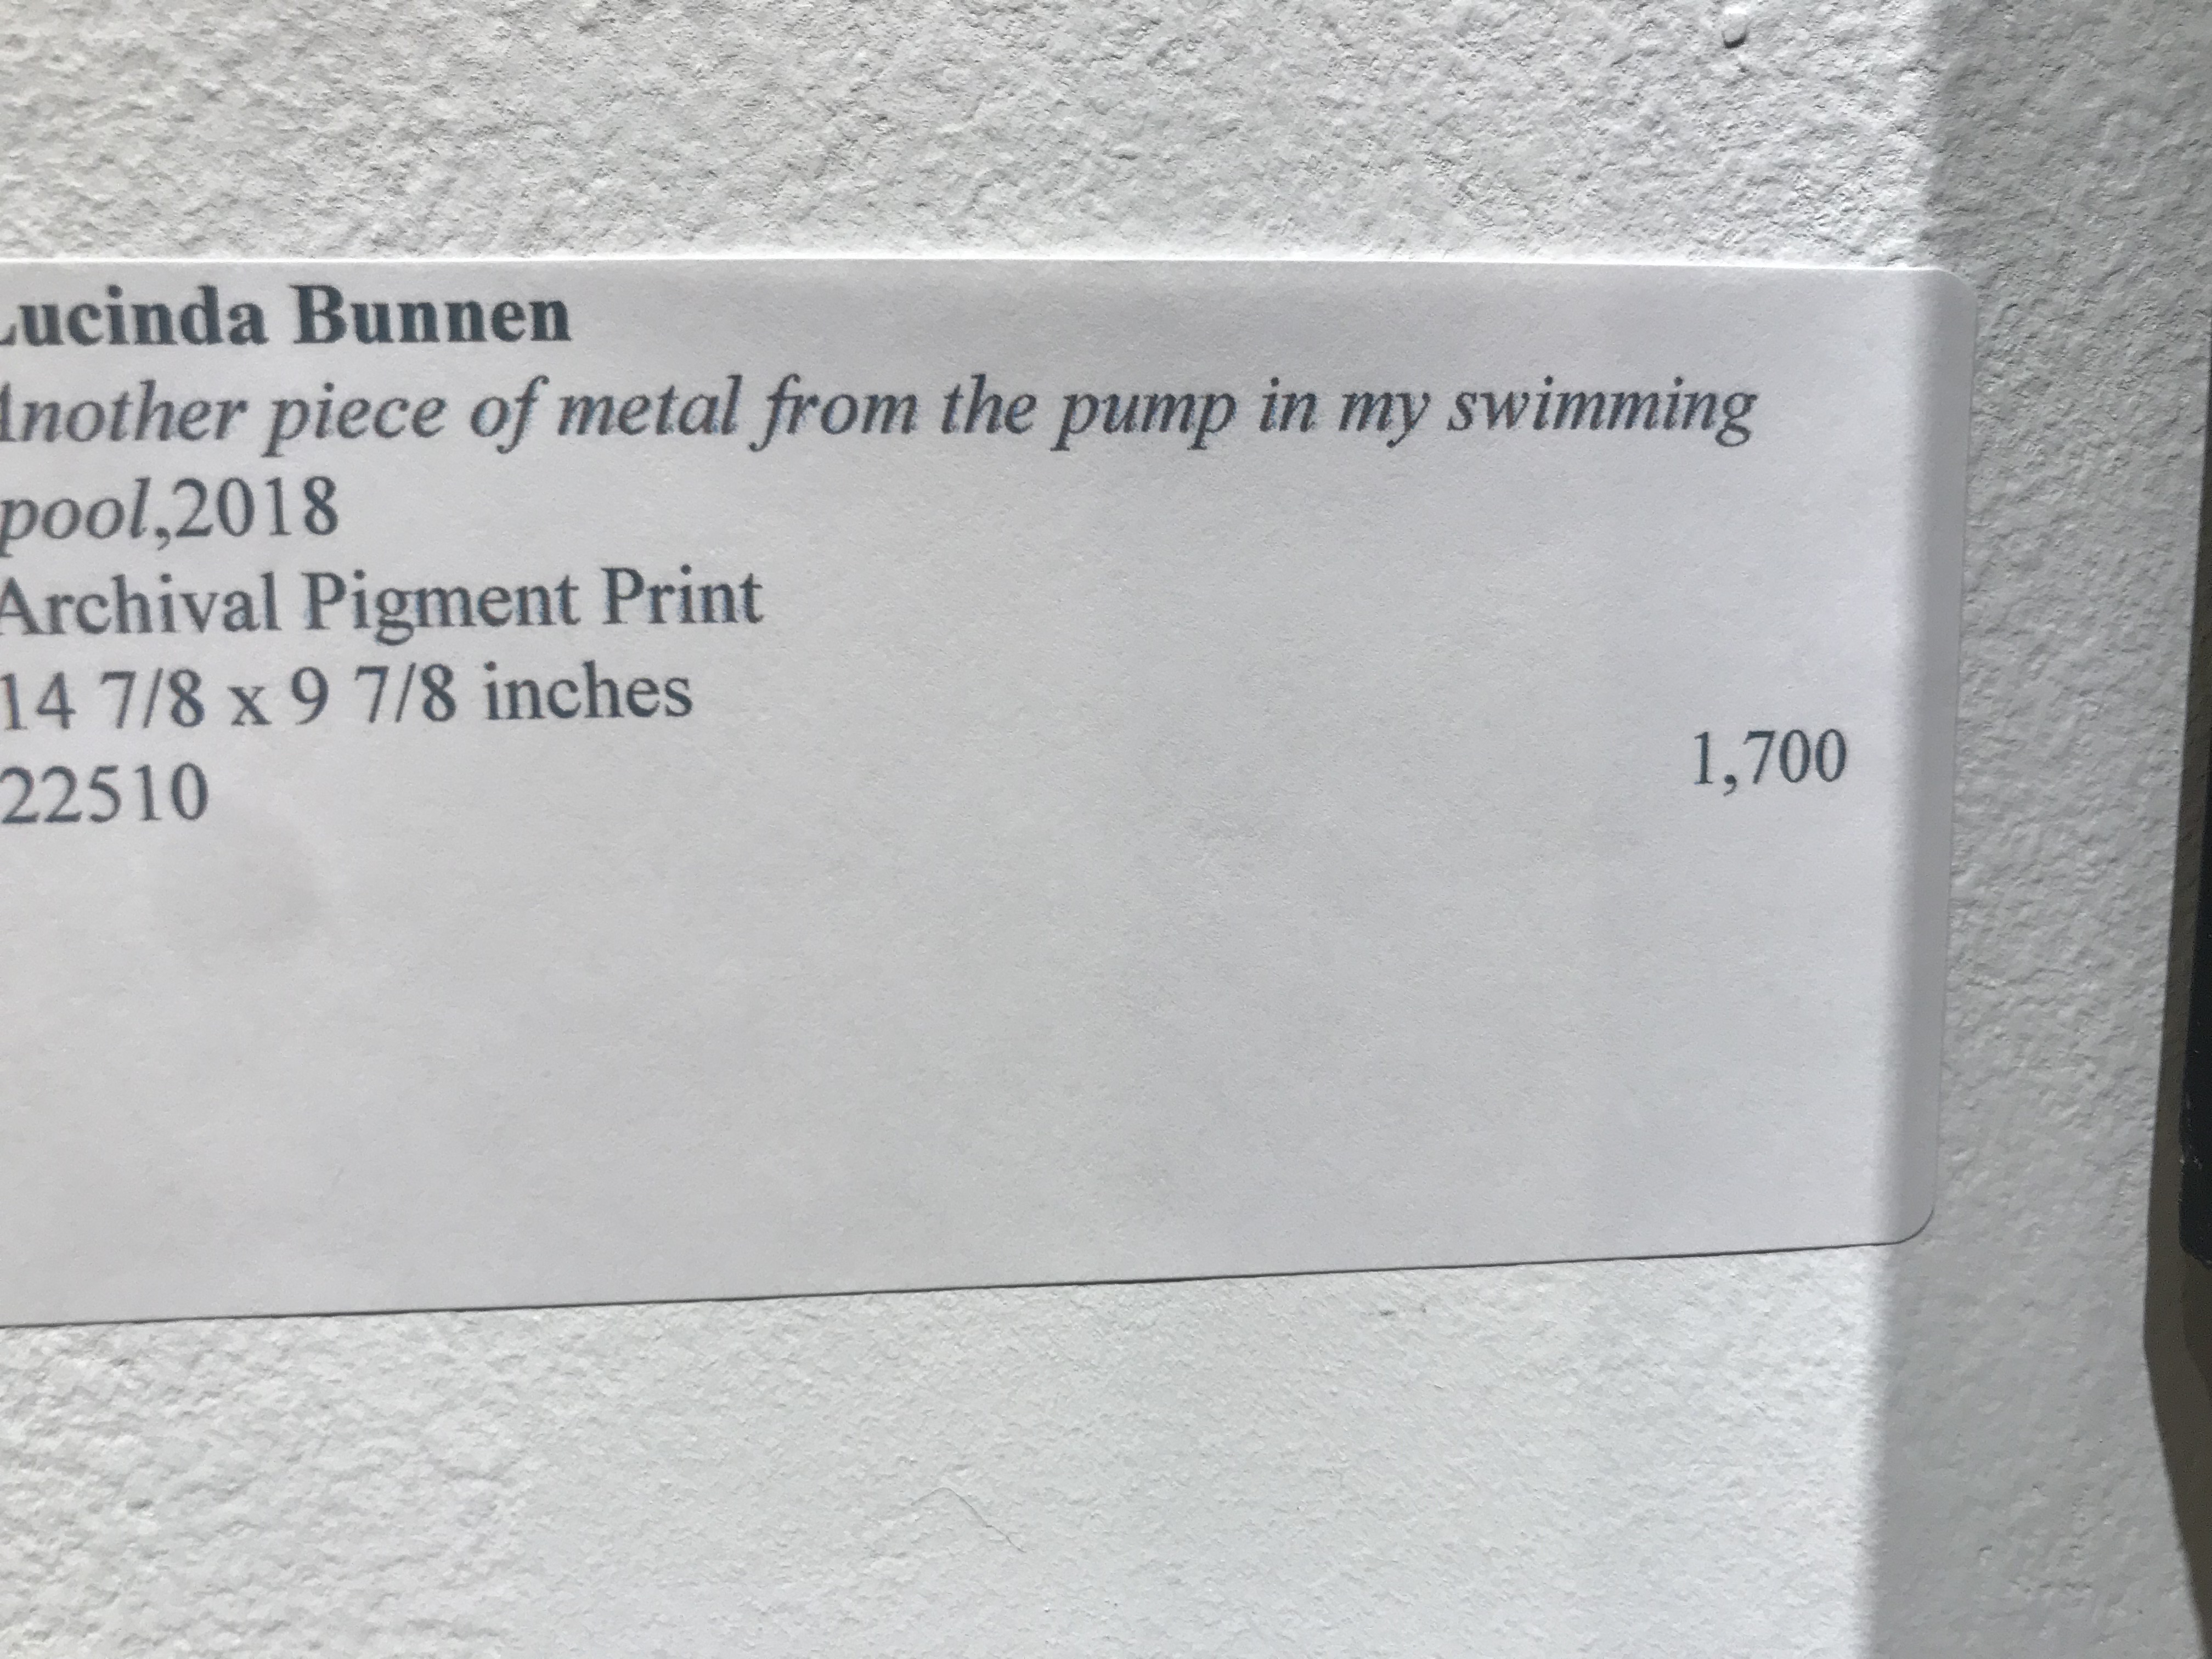 Lucinda Bunnen
Another piece of metal from the pump in my swimming
pool,2018
Archival Pigment Print
14 7/8 x 9 7/8 inches
22510
1,700